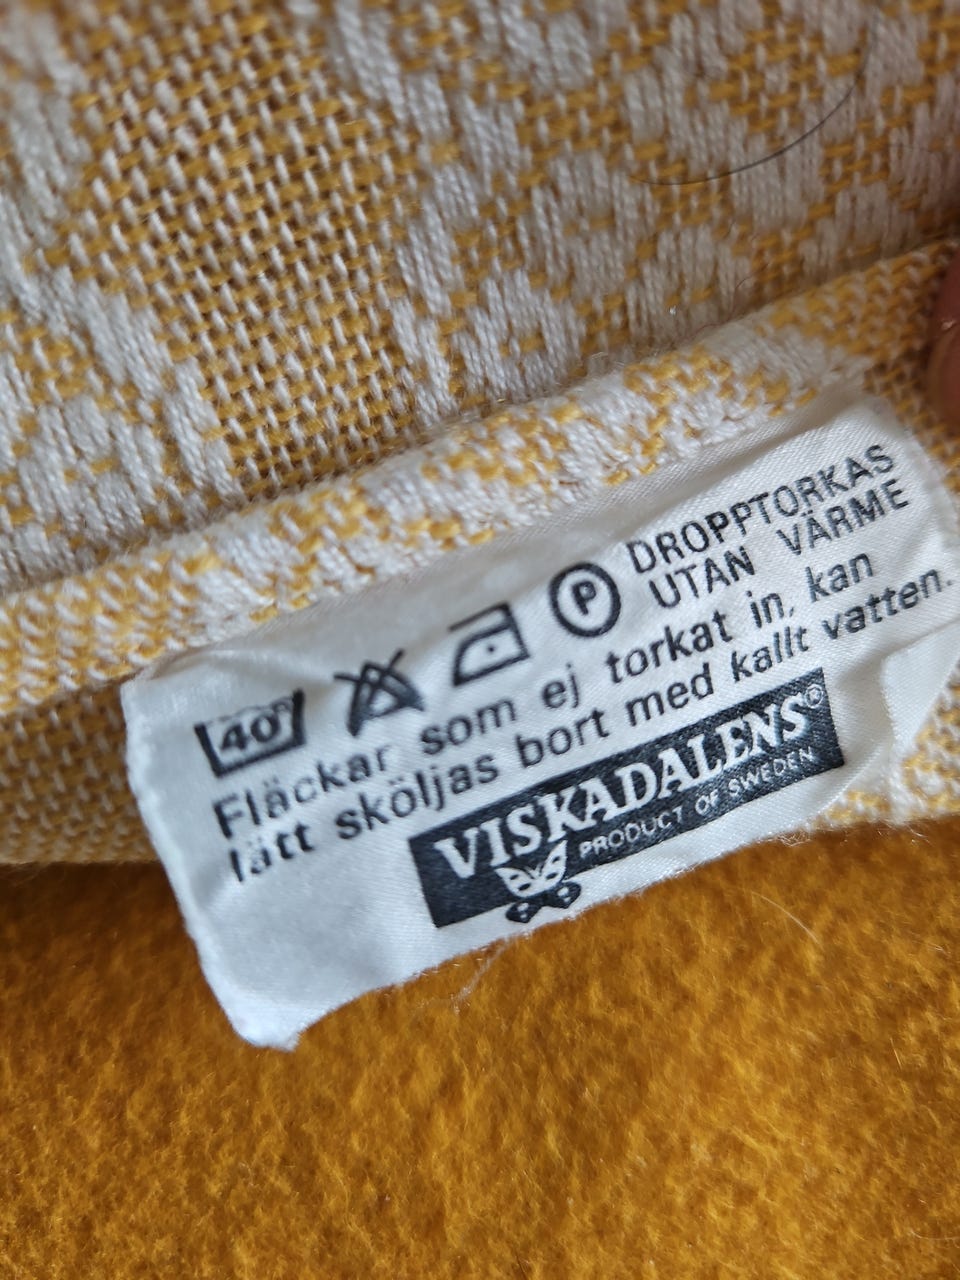 40° P DROPPTORKAS
UTAN VÄRME
Fläckar som ej torkat in, kan
lätt sköljas bort med kallt vatten.
VISKADALENS®
PRODUCT OF SWEDEN